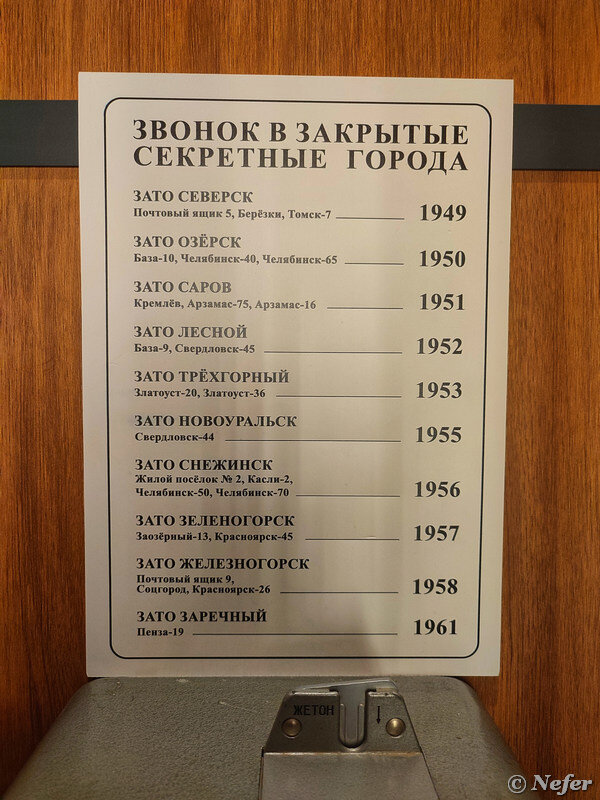 ЗВОНОК В ЗАКРЫТЫЕ
СЕКРЕТНЫЕ ГОРОДА
ЗАТО СЕВЕРСК
Почтовый ящик 5, Берёзки, Томск-7 1949
ЗАТО ОЗЁРСК
База-10, Челябинск-40, Челябинск-65 1950
ЗАТО САРОВ
Кремлёв, Арзамас-75, Арзамас-16 1951
ЗАТО ЛЕСНОЙ
База-9, Свердловск-45 1952
ЗАТО ТРЁХГОРНЫЙ
Златоуст-20, Златоуст-36 1953
ЗАТО НОВОУРАЛЬСК
Свердловск-44 1955
ЗАТО СНЕЖИНСК
Жилой посёлок № 2, Касли-2,
Челябинск-50, Челябинск-70 1956
ЗАТО ЗЕЛЕНОГОРСК
Заозёрный-13, Красноярск-45 1957
ЗАТО ЖЕЛЕЗНОГОРСК
Почтовый ящик 9,
Соцгород, Красноярск-26 1958
ЗАТО ЗАРЕЧНЫЙ
Пенза-19 1961
ЖЕТОН
© Nefer